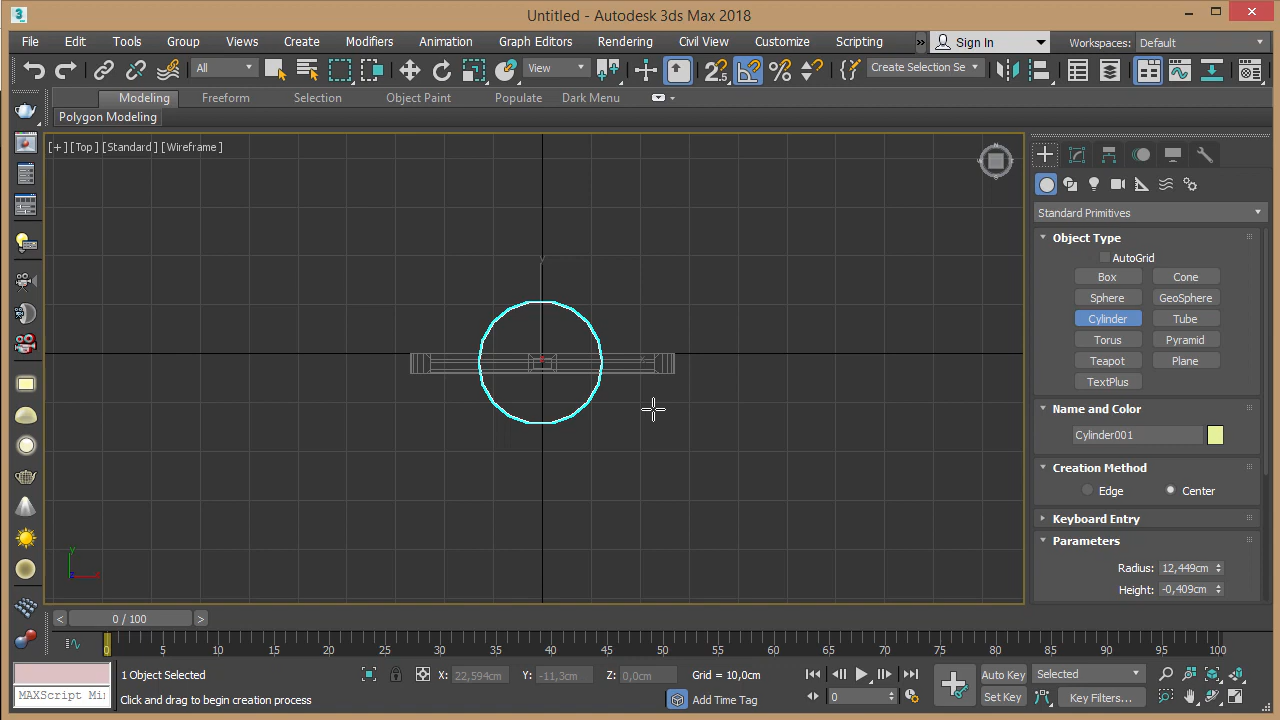 Untitled - Autodesk 3ds Max 2018
File Edit Tools Group Views Create Modifiers Animation Graph Editors Rendering Civil View Customize Scripting » Sign In Workspaces: Default
All View Create Selection Se
Modeling Freeform Selection Object Paint Populate Dark Menu
Polygon Modeling
[+] [Top] [Standard] [Wireframe]
Standard Primitives
Object Type
AutoGrid
Box Cone
Sphere GeoSphere
Cylinder Tube
Torus Pyramid
Teapot Plane
TextPlus
Name and Color
Cylinder001
Creation Method
Edge Center
Keyboard Entry
Parameters
Radius: 12,449cm
Height: -0,409cm
y
x
y
z
< 0 / 100 >
0 5 10 15 20 25 30 35 40 45 50 55 60 65 70 75 80 85 90 95 100
1 Object Selected X: 22,594cm Y: -11,3cm Z: 0,0cm Grid = 10,0cm Auto Key Selected
MAXScript Mi Click and drag to begin creation process Add Time Tag 0 Set Key Key Filters...